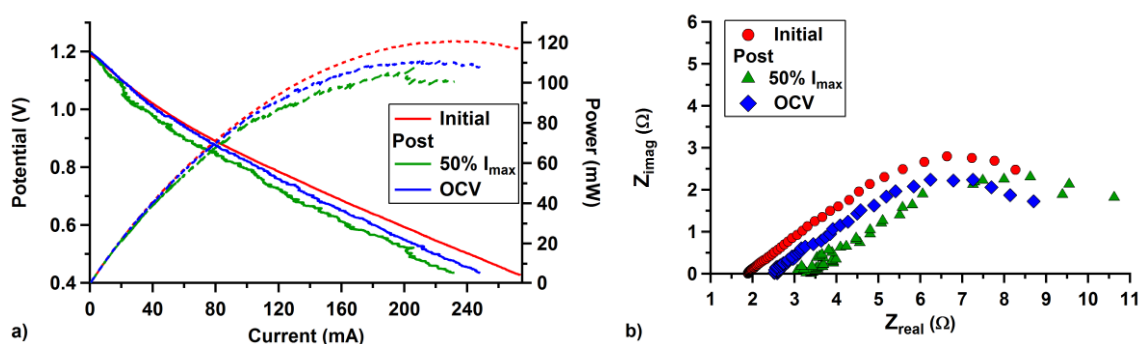 1.2
1.0
0.8
0.6
0.4
Potential (V)
0
40
80
120
160
200
240
Current (mA)
120
100
80
60
40
20
0
Power (mW)
Initial
Post
50% Imax
OCV
a)
6
5
4
3
2
1
0
Zimag (Ω)
1 2 3 4 5 6 7 8 9 10 11
Zreal (Ω)
Initial
Post
50% Imax
OCV
b)